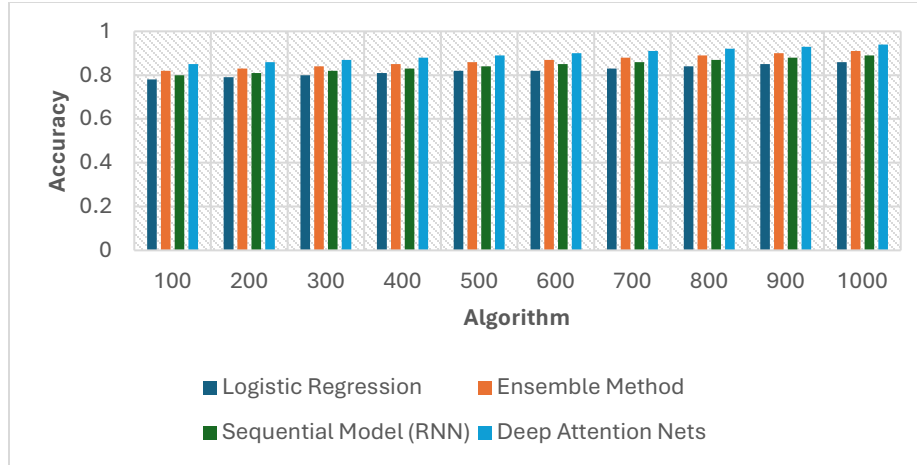 1
0.8
0.6
0.4
0.2
0
Accuracy
100 200 300 400 500 600 700 800 900 1000
Algorithm
Logistic Regression Ensemble Method
Sequential Model (RNN) Deep Attention Nets